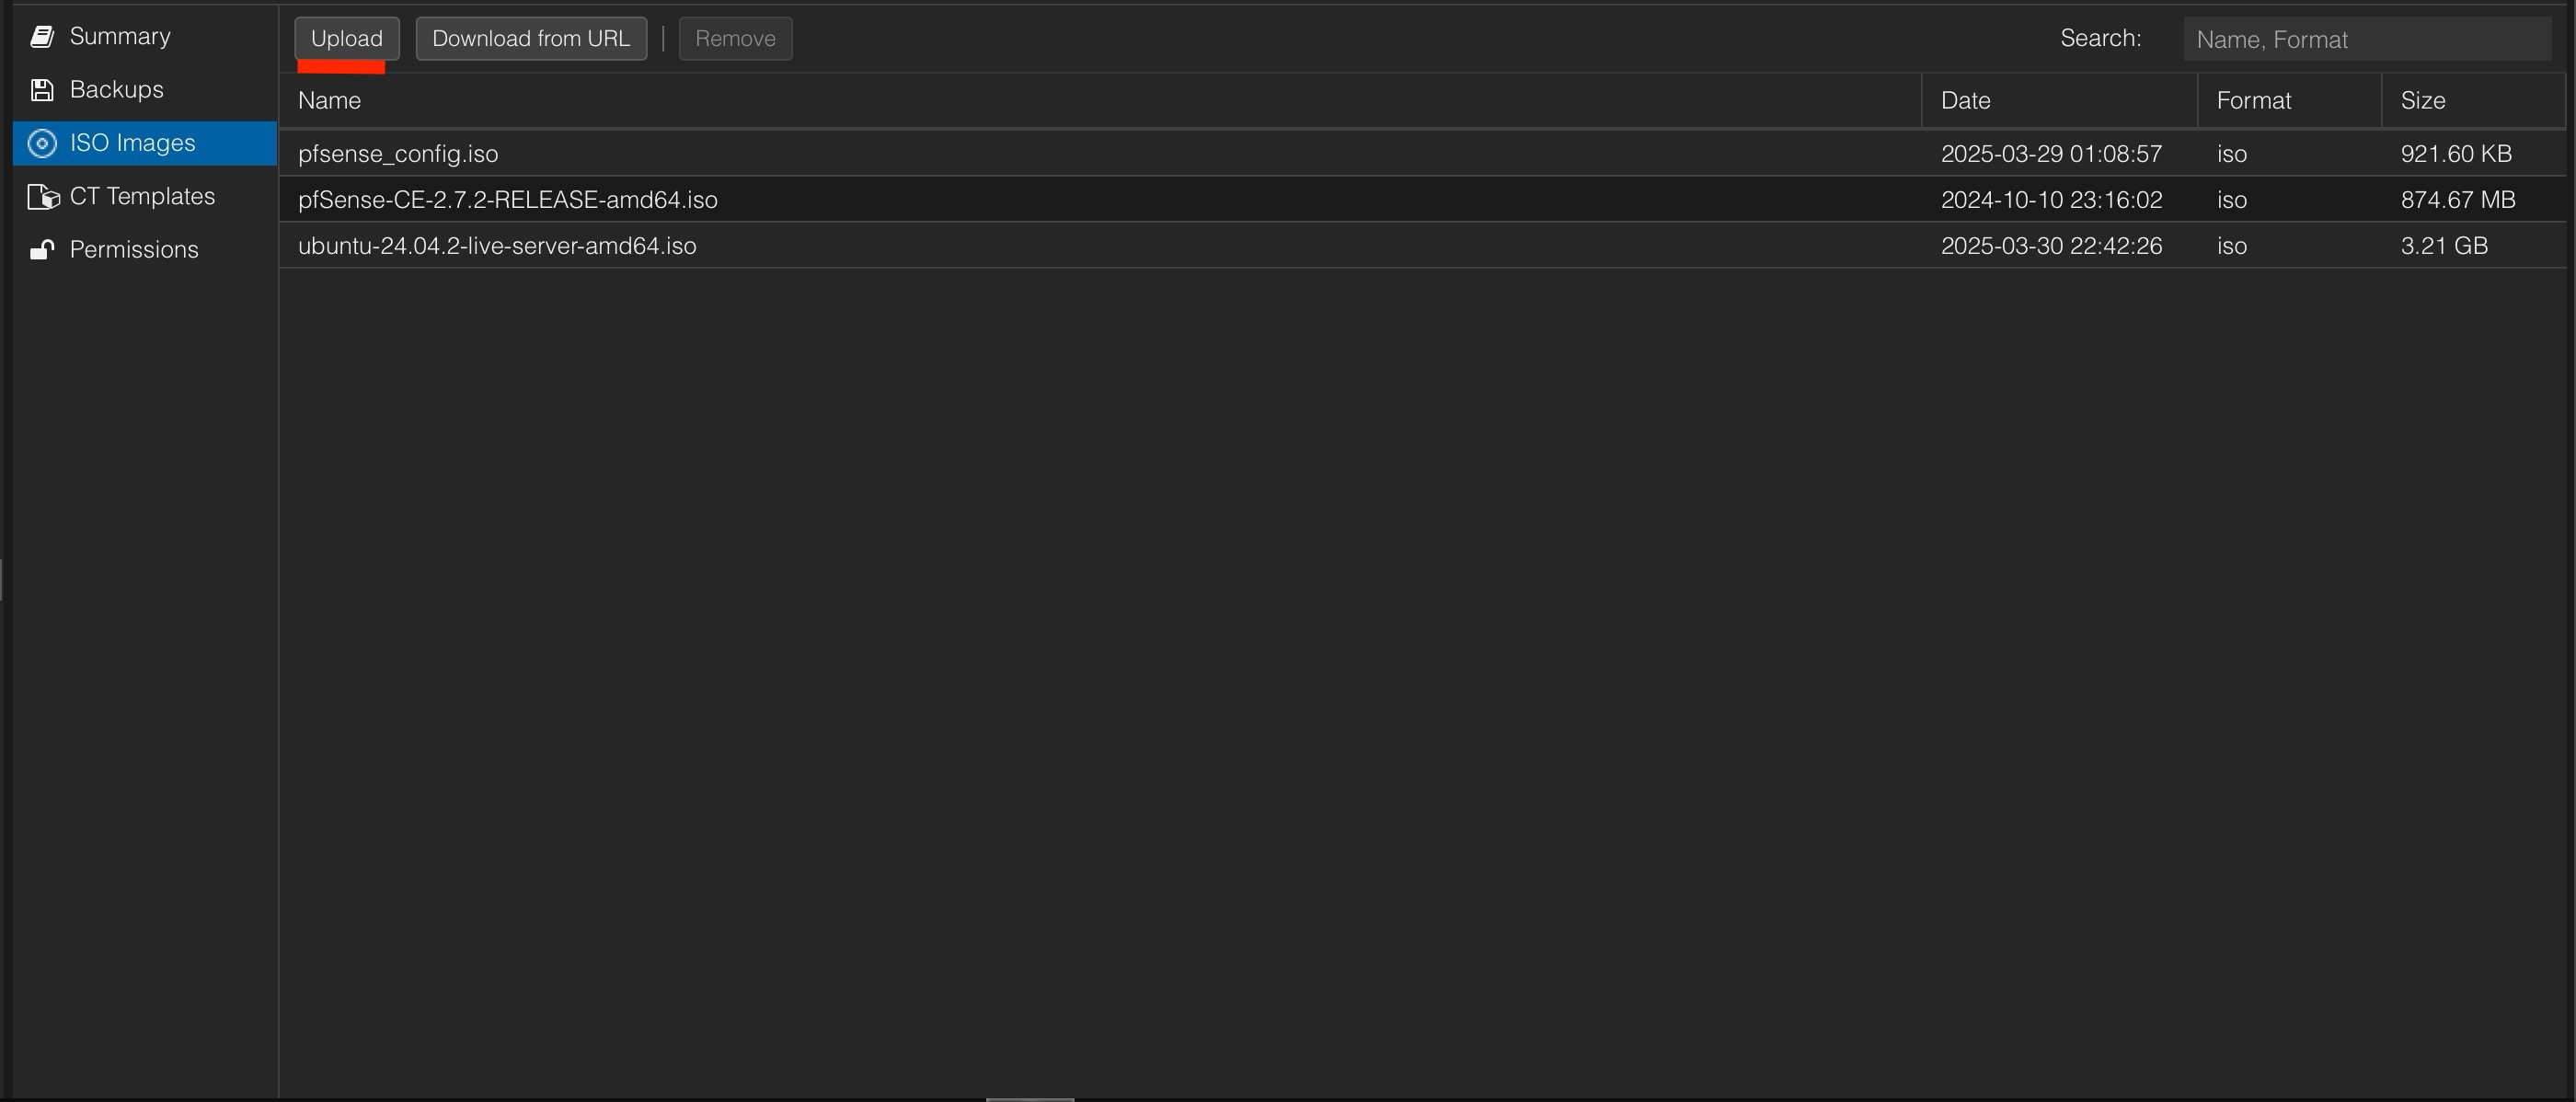 Summary
Backups
ISO Images
CT Templates
Permissions
Upload Download from URL Remove Search: Name, Format
Name Date Format Size
pfsense_config.iso 2025-03-29 01:08:57 iso 921.60 KB
pfSense-CE-2.7.2-RELEASE-amd64.iso 2024-10-10 23:16:02 iso 874.67 MB
ubuntu-24.04.2-live-server-amd64.iso 2025-03-30 22:42:26 iso 3.21 GB